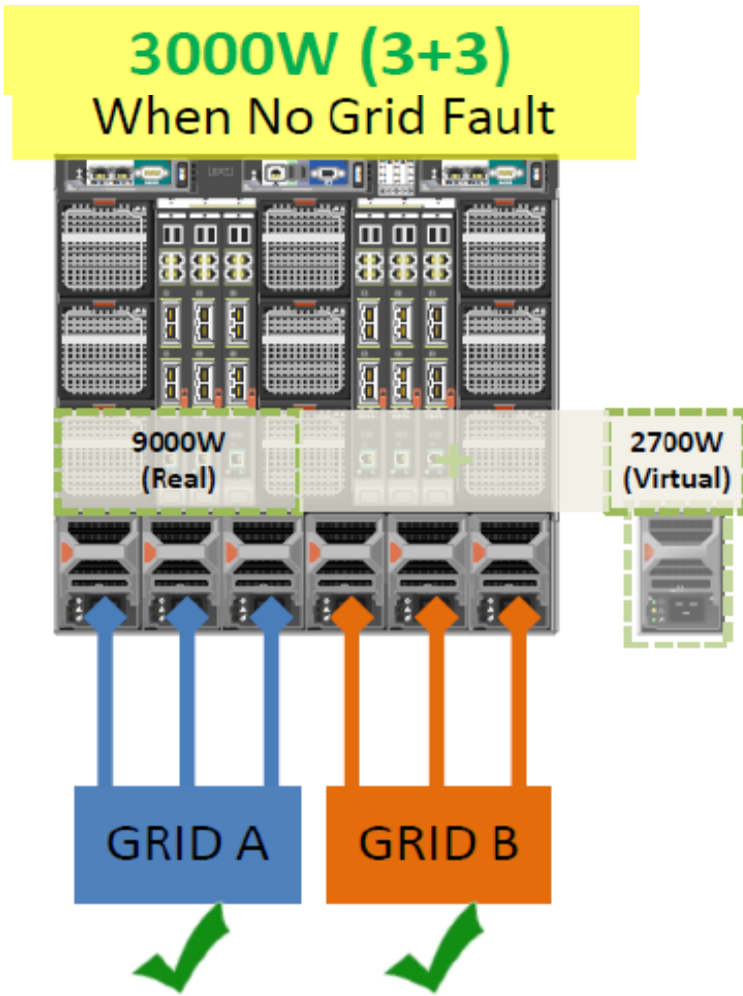 3000W (3+3)
When No Grid Fault
9000W
(Real)
+
2700W
(Virtual)
GRID A
GRID B